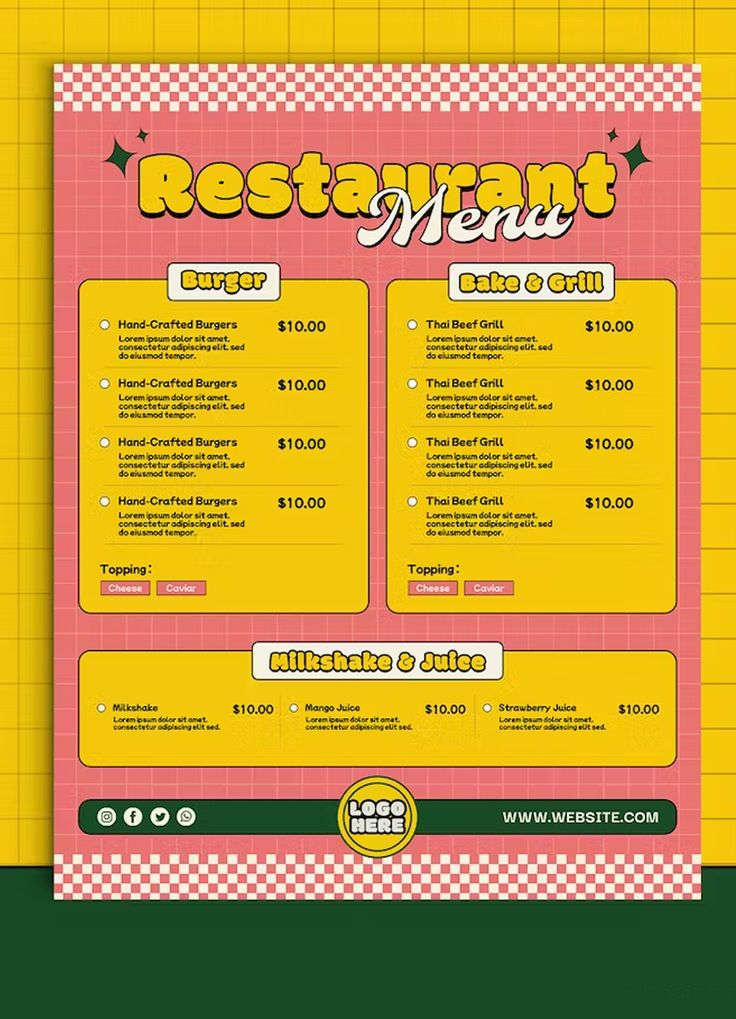 Restaurant
Menu
Burger
Hand-Crafted Burgers $10.00
Lorem ipsum dolor sit amet,
consectetur adipiscing elit, sed
do eiusmod tempor.
Hand-Crafted Burgers $10.00
Lorem ipsum dolor sit amet,
consectetur adipiscing elit, sed
do eiusmod tempor.
Hand-Crafted Burgers $10.00
Lorem ipsum dolor sit amet,
consectetur adipiscing elit, sed
do eiusmod tempor.
Hand-Crafted Burgers $10.00
Lorem ipsum dolor sit amet,
consectetur adipiscing elit, sed
do eiusmod tempor.
Topping:
Cheese Caviar
Bake & Grill
Thai Beef Grill $10.00
Lorem ipsum dolor sit amet,
consectetur adipiscing elit, sed
do eiusmod tempor.
Thai Beef Grill $10.00
Lorem ipsum dolor sit amet,
consectetur adipiscing elit, sed
do eiusmod tempor.
Thai Beef Grill $10.00
Lorem ipsum dolor sit amet,
consectetur adipiscing elit, sed
do eiusmod tempor.
Thai Beef Grill $10.00
Lorem ipsum dolor sit amet,
consectetur adipiscing elit, sed
do eiusmod tempor.
Topping:
Cheese Caviar
Milkshake & Juice
Milkshake $10.00
Lorem ipsum dolor sit amet,
consectetur adipiscing elit sed.
Mango Juice $10.00
Lorem ipsum dolor sit amet,
consectetur adipiscing elit sed.
Strawberry Juice $10.00
Lorem ipsum dolor sit amet,
consectetur adipiscing elit sed.
LOGO
HERE
WWW.WEBSITE.COM